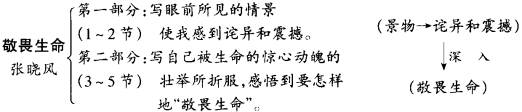 敬畏生命
张晓风
第一部分：写眼前所见的情景
(1～2节) 使我感到诧异和震撼。
第二部分：写自己被生命的惊心动魄的
(3～5节) 壮举所折服，感悟到要怎样
地“敬畏生命”。
(景物→诧异和震撼)
深 入
(敬畏生命)